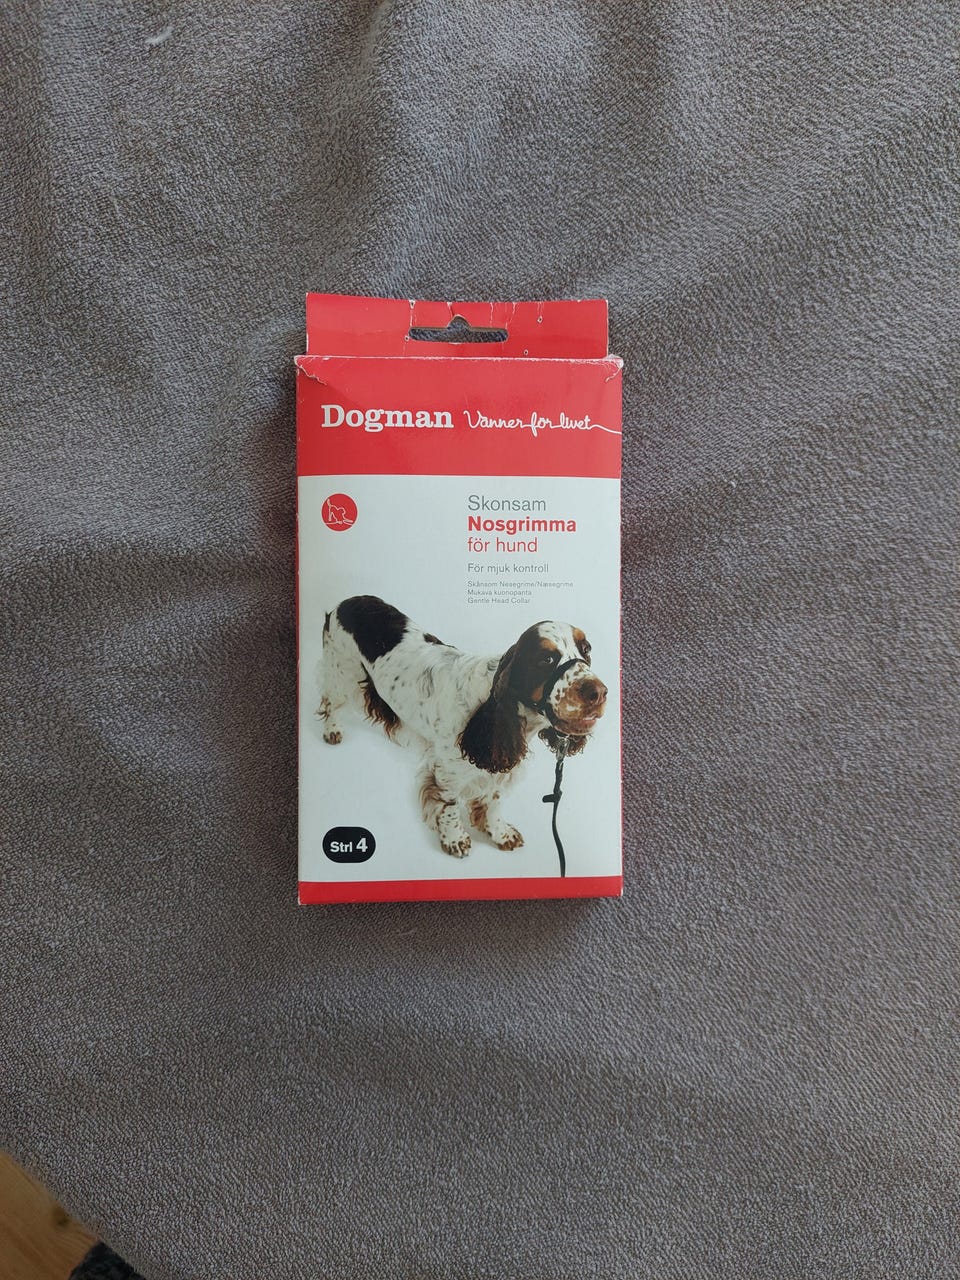 Dogman Vänner för livet
Skonsam
Nosgrimma
för hund
För mjuk kontroll
Skånsom Nesegrime/Næsegrime
Mukava kuonopanta
Gentle Head Collar
Strl 4